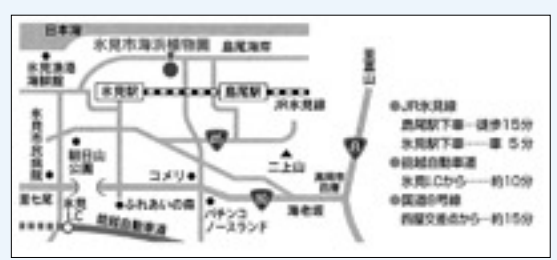 日本海
氷見市海浜植物園
島尾海岸
氷見漁港
海鮮館
氷見駅
島尾駅
JR氷見線
氷見市民病院
朝日山
公園
コメリ
二上山
8
至七尾
氷見
I.C
ふれあいの森
パチンコ
ノースランド
海老坂
能越自動車道
●JR氷見線
島尾駅下車…徒歩15分
氷見駅下車……車 5分
●能越自動車道
氷見I.Cから……約10分
●国道8号線
四屋交差点から…約15分